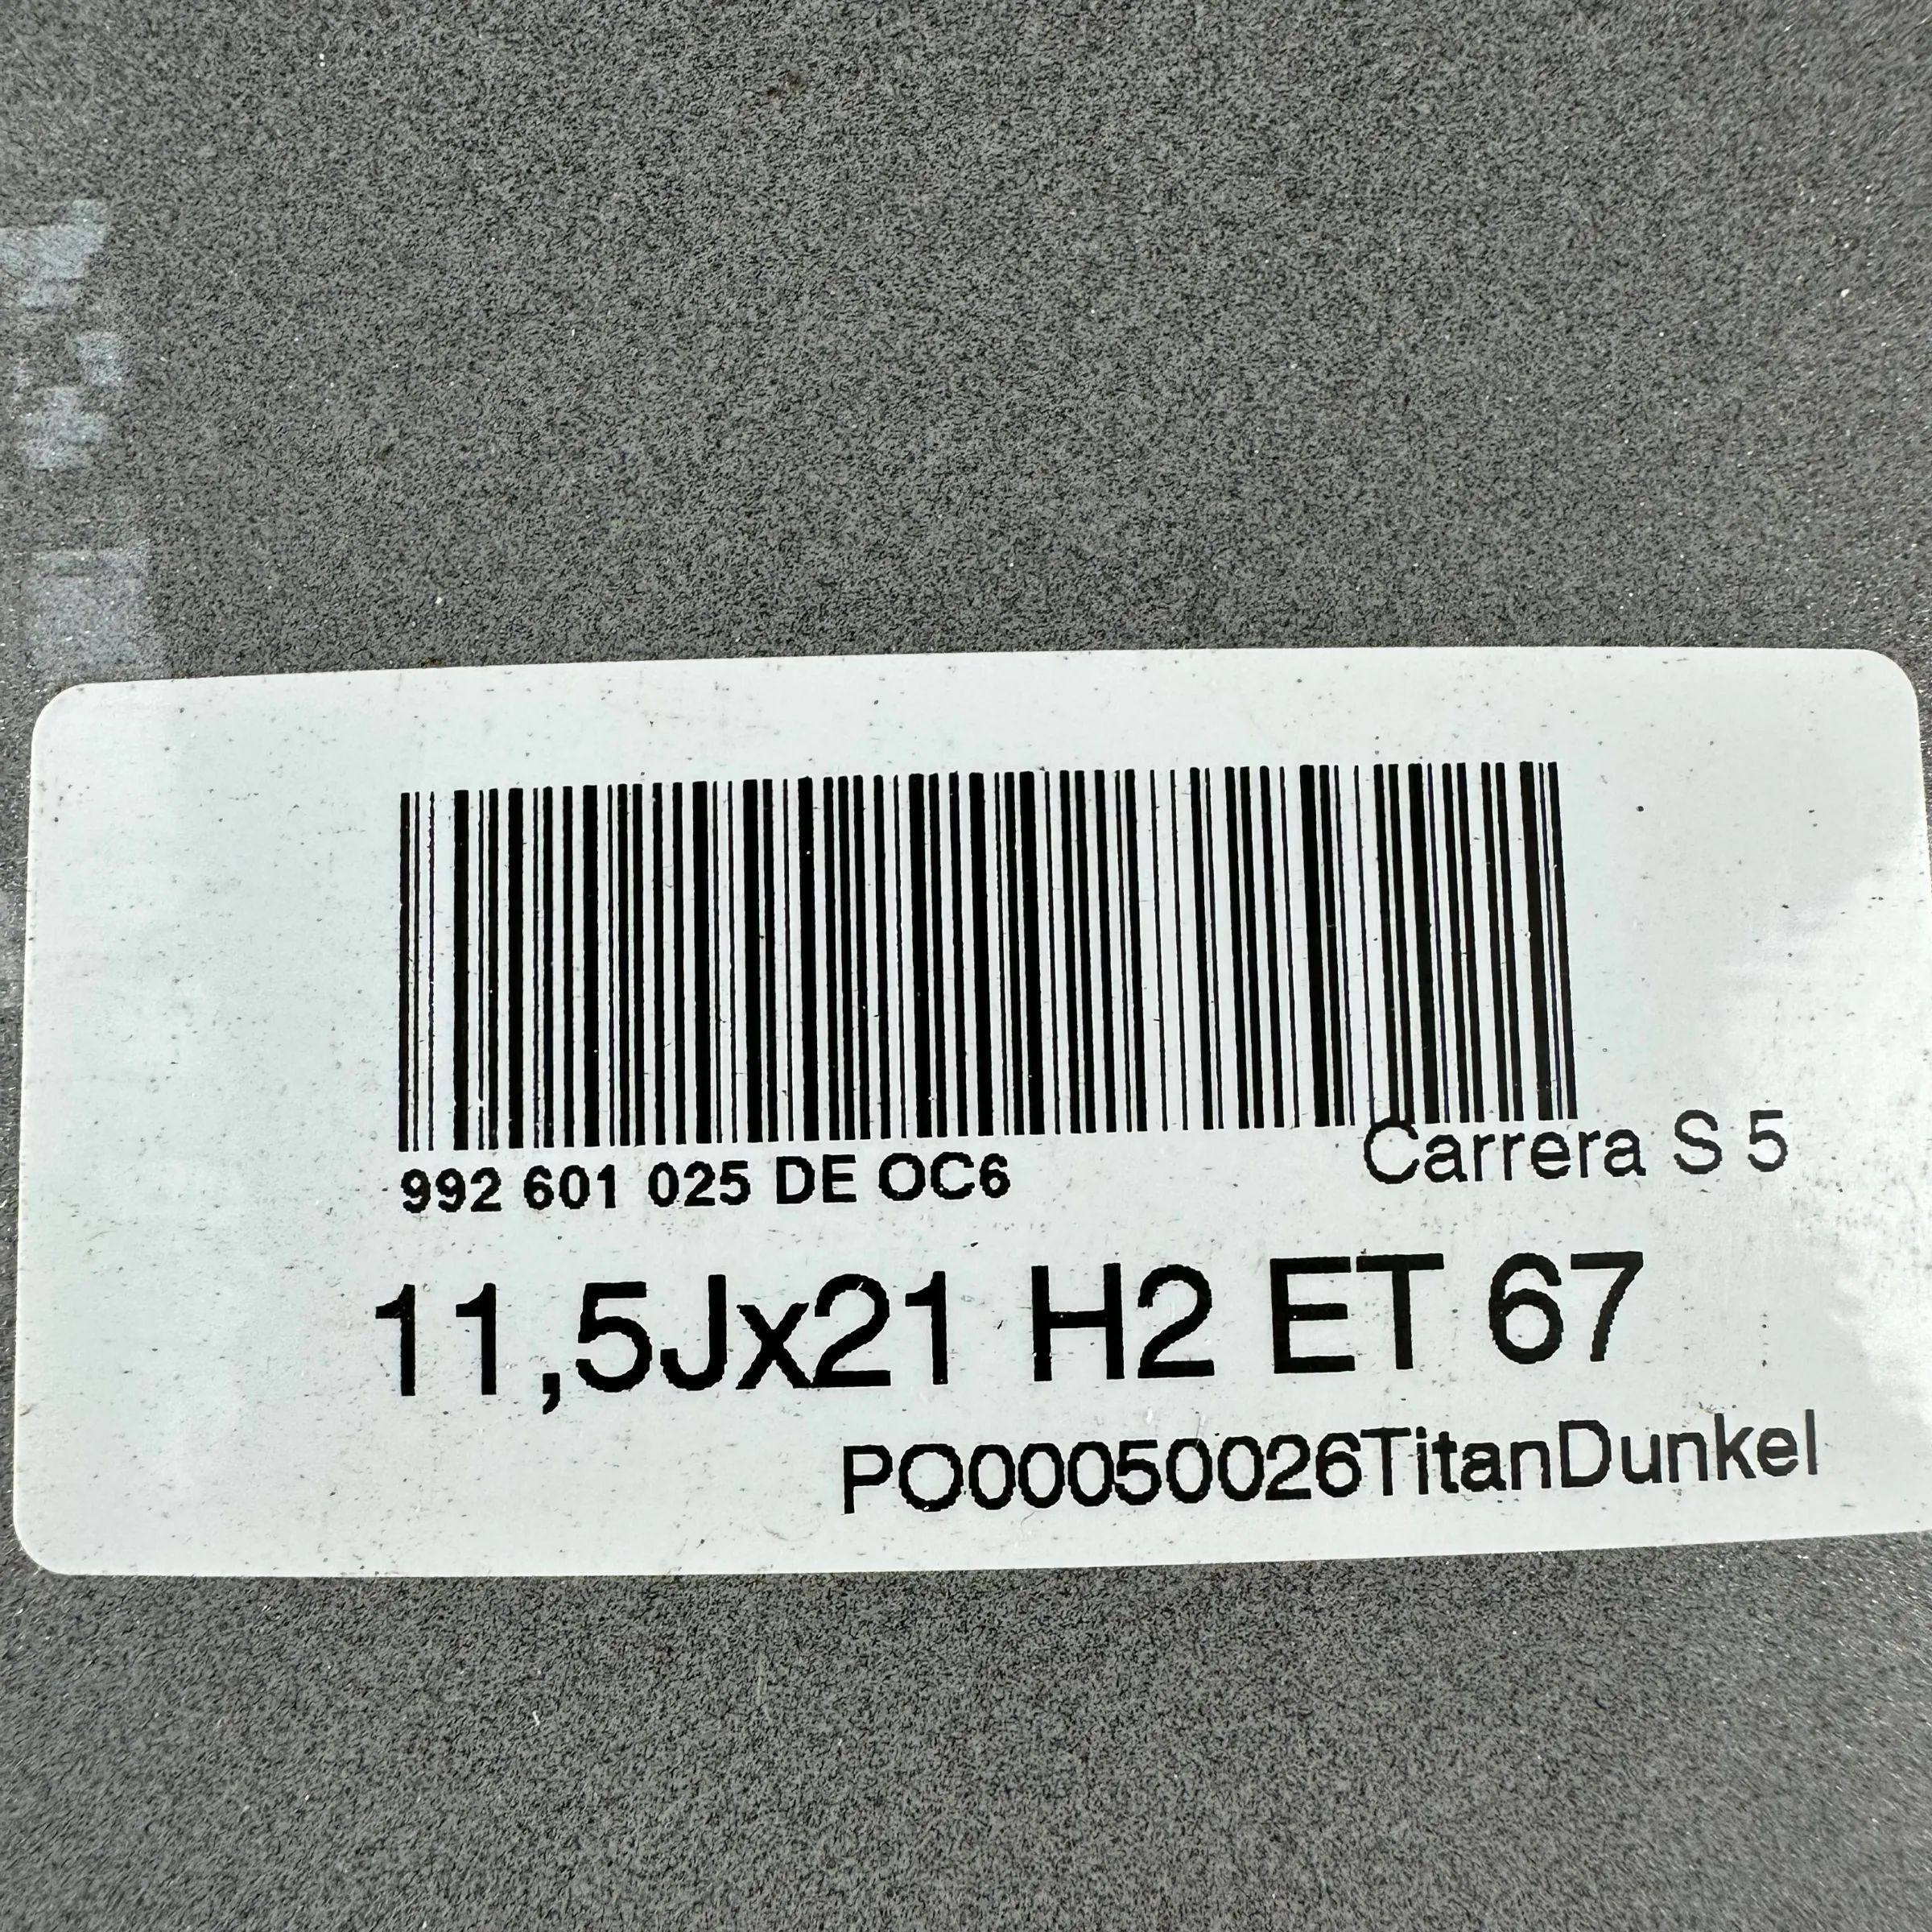 992 601 025 DE OC6
Carrera S 5
11,5Jx21 H2 ET 67
PO00050026TitanDunkel